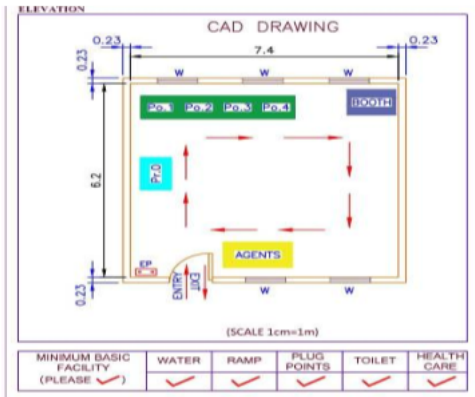 ELEVATION
CAD DRAWING
0.23 7.4 0.23
0.23
W W W
Po.1 Po.2 Po.3 Po.4 BOOTH
Pr.O
6.2
AGENTS
EP
ENTRY EXIT
0.23
W W
(SCALE 1cm=1m)
MINIMUM BASIC FACILITY (PLEASE ✓) WATER RAMP PLUG POINTS TOILET HEALTH CARE
✓ ✓ ✓ ✓ ✓